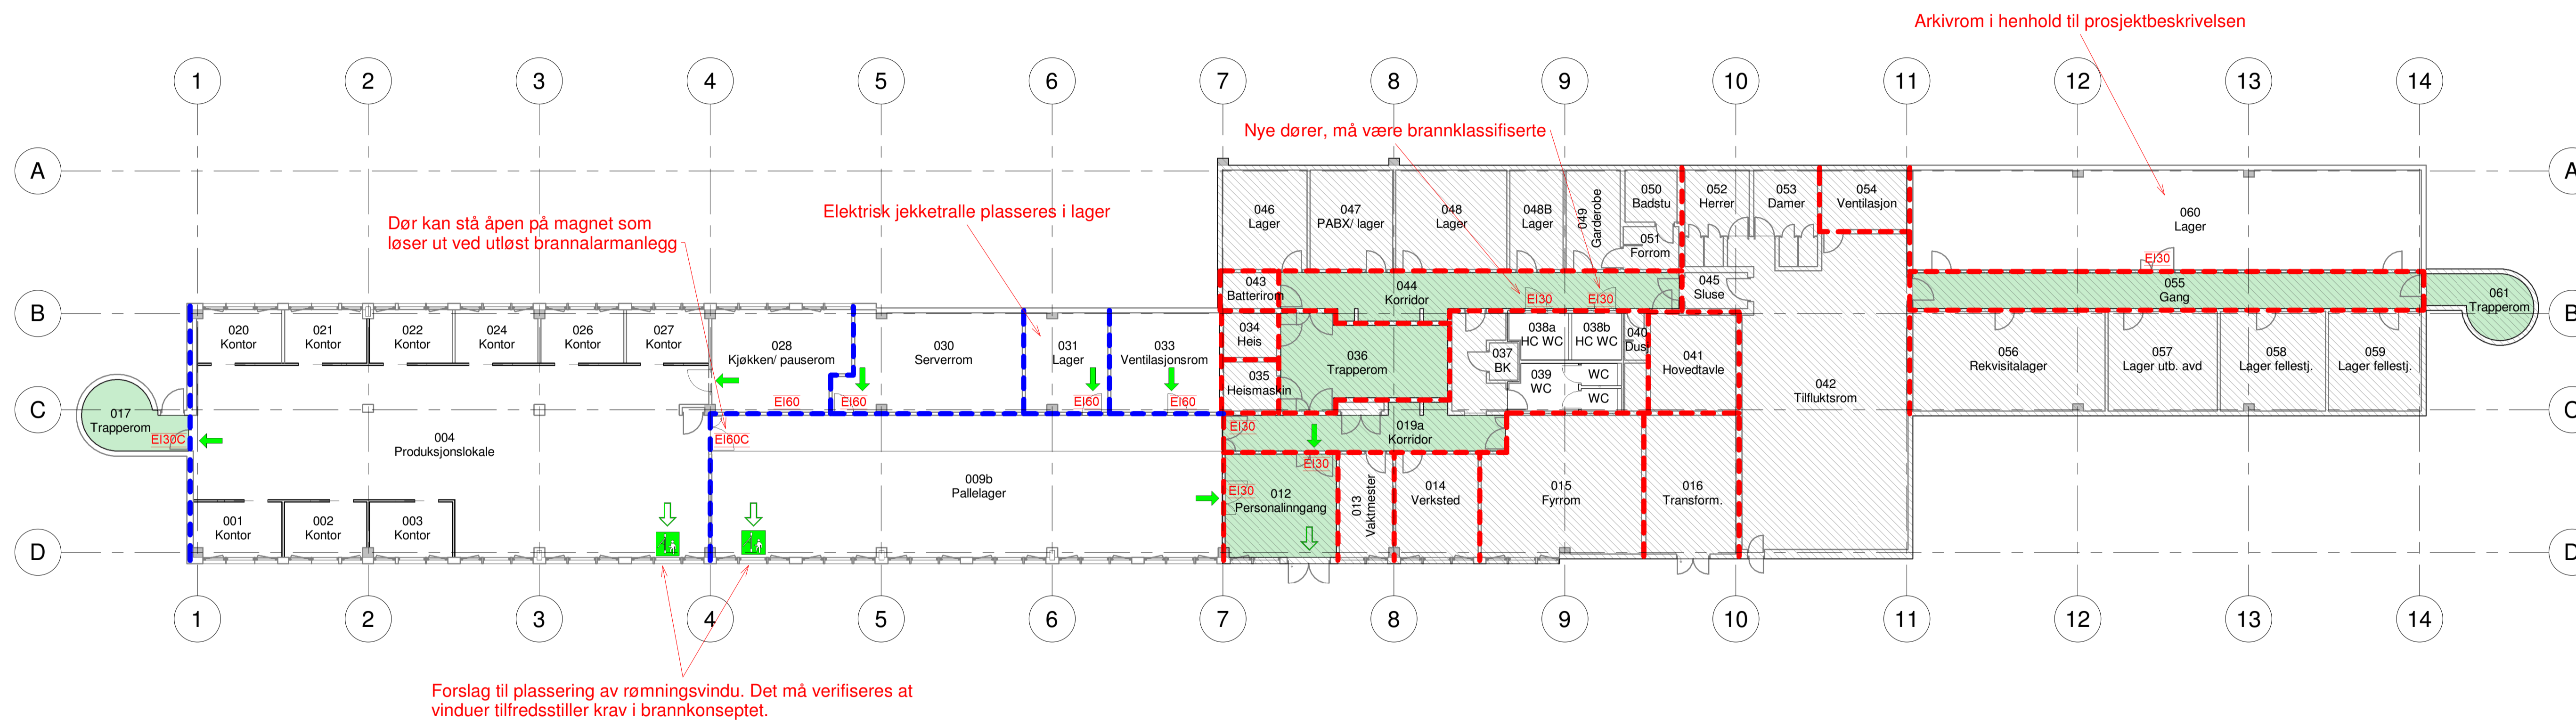 Arkivrom i henhold til prosjektbeskrivelsen
1 2 3 4 5 6 7 8 9 10 11 12 13 14
Nye dører, må være brannklassifiserte
A A
Elektrisk jekketralle plasseres i lager
Dør kan stå åpen på magnet som
løser ut ved utløst brannalarmanlegg
046
Lager
047
PABX/ lager
048
Lager
048B
Lager
049
Garderobe
050
Badstu
051
Forrom
052
Herrer
053
Damer
054
Ventilasjon
060
Lager
EI30
043
Batterirom
044
Korridor
EI30
EI30
045
Sluse
055
Gang
061
Trapperom
B B
020
Kontor
021
Kontor
022
Kontor
024
Kontor
026
Kontor
027
Kontor
028
Kjøkken/ pauserom
030
Serverrom
031
Lager
033
Ventilasjonsrom
034
Heis
035
Heismaskin
036
Trapperom
037
BK
038a
HC WC
038b
HC WC
039
WC
WC
WC
040
Dusj
041
Hovedtavle
042
Tilfluktsrom
056
Rekvisitalager
057
Lager utb. avd
058
Lager fellestj.
059
Lager fellestj.
EI60
EI60
EI60
EI60
C C
017
Trapperom
EI30C
004
Produksjonslokale
EI60C
009b
Pallelager
EI30
019a
Korridor
EI30
EI30
012
Personalinngang
013
Vaktmester
014
Verksted
015
Fyrrom
016
Transform.
001
Kontor
002
Kontor
003
Kontor
D D
1 2 3 4 5 6 7 8 9 10 11 12 13 14
Forslag til plassering av rømningsvindu. Det må verifiseres at
vinduer tilfredsstiller krav i brannkonseptet.